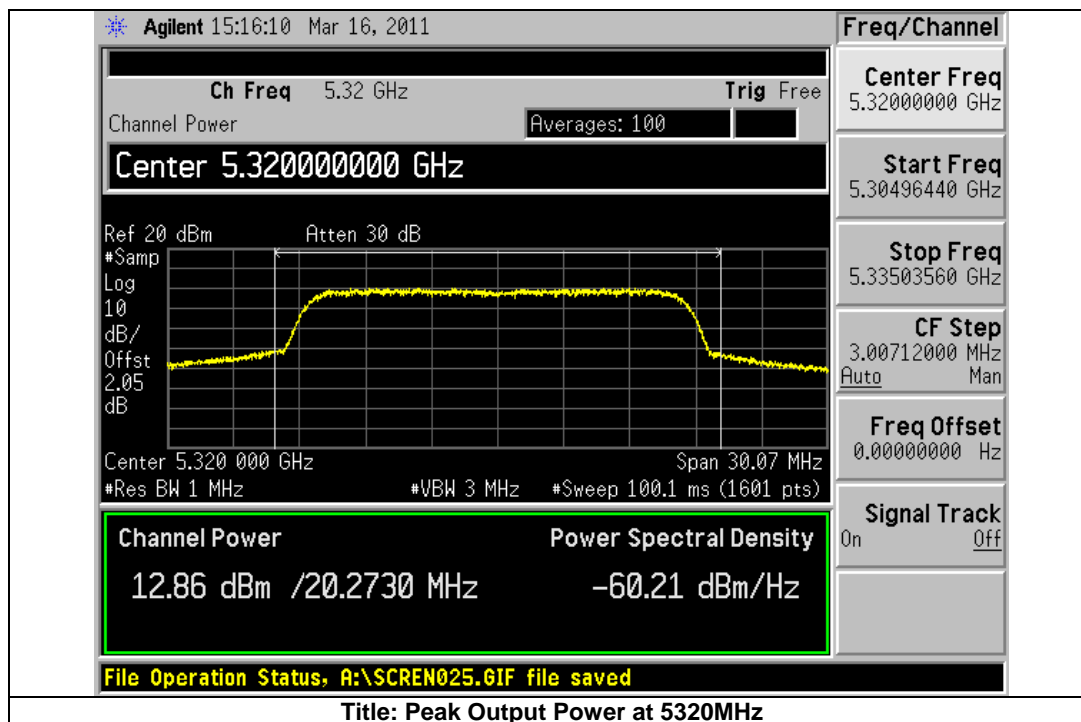 Agilent 15:16:10 Mar 16, 2011
Freq/Channel
Ch Freq 5.32 GHz Trig Free
Channel Power Averages: 100
Center 5.320000000 GHz
Ref 20 dBm Atten 30 dB
#Samp
Log
10
dB/
Offst
2.05
dB
Center 5.320 000 GHz Span 30.07 MHz
#Res BW 1 MHz #VBW 3 MHz #Sweep 100.1 ms (1601 pts)
Channel Power Power Spectral Density
12.86 dBm /20.2730 MHz -60.21 dBm/Hz
File Operation Status, A:\SCREN025.GIF file saved
Center Freq
5.32000000 GHz
Start Freq
5.30496440 GHz
Stop Freq
5.33503560 GHz
CF Step
3.00712000 MHz
Auto Man
Freq Offset
0.00000000 Hz
Signal Track
On Off
Title: Peak Output Power at 5320MHz